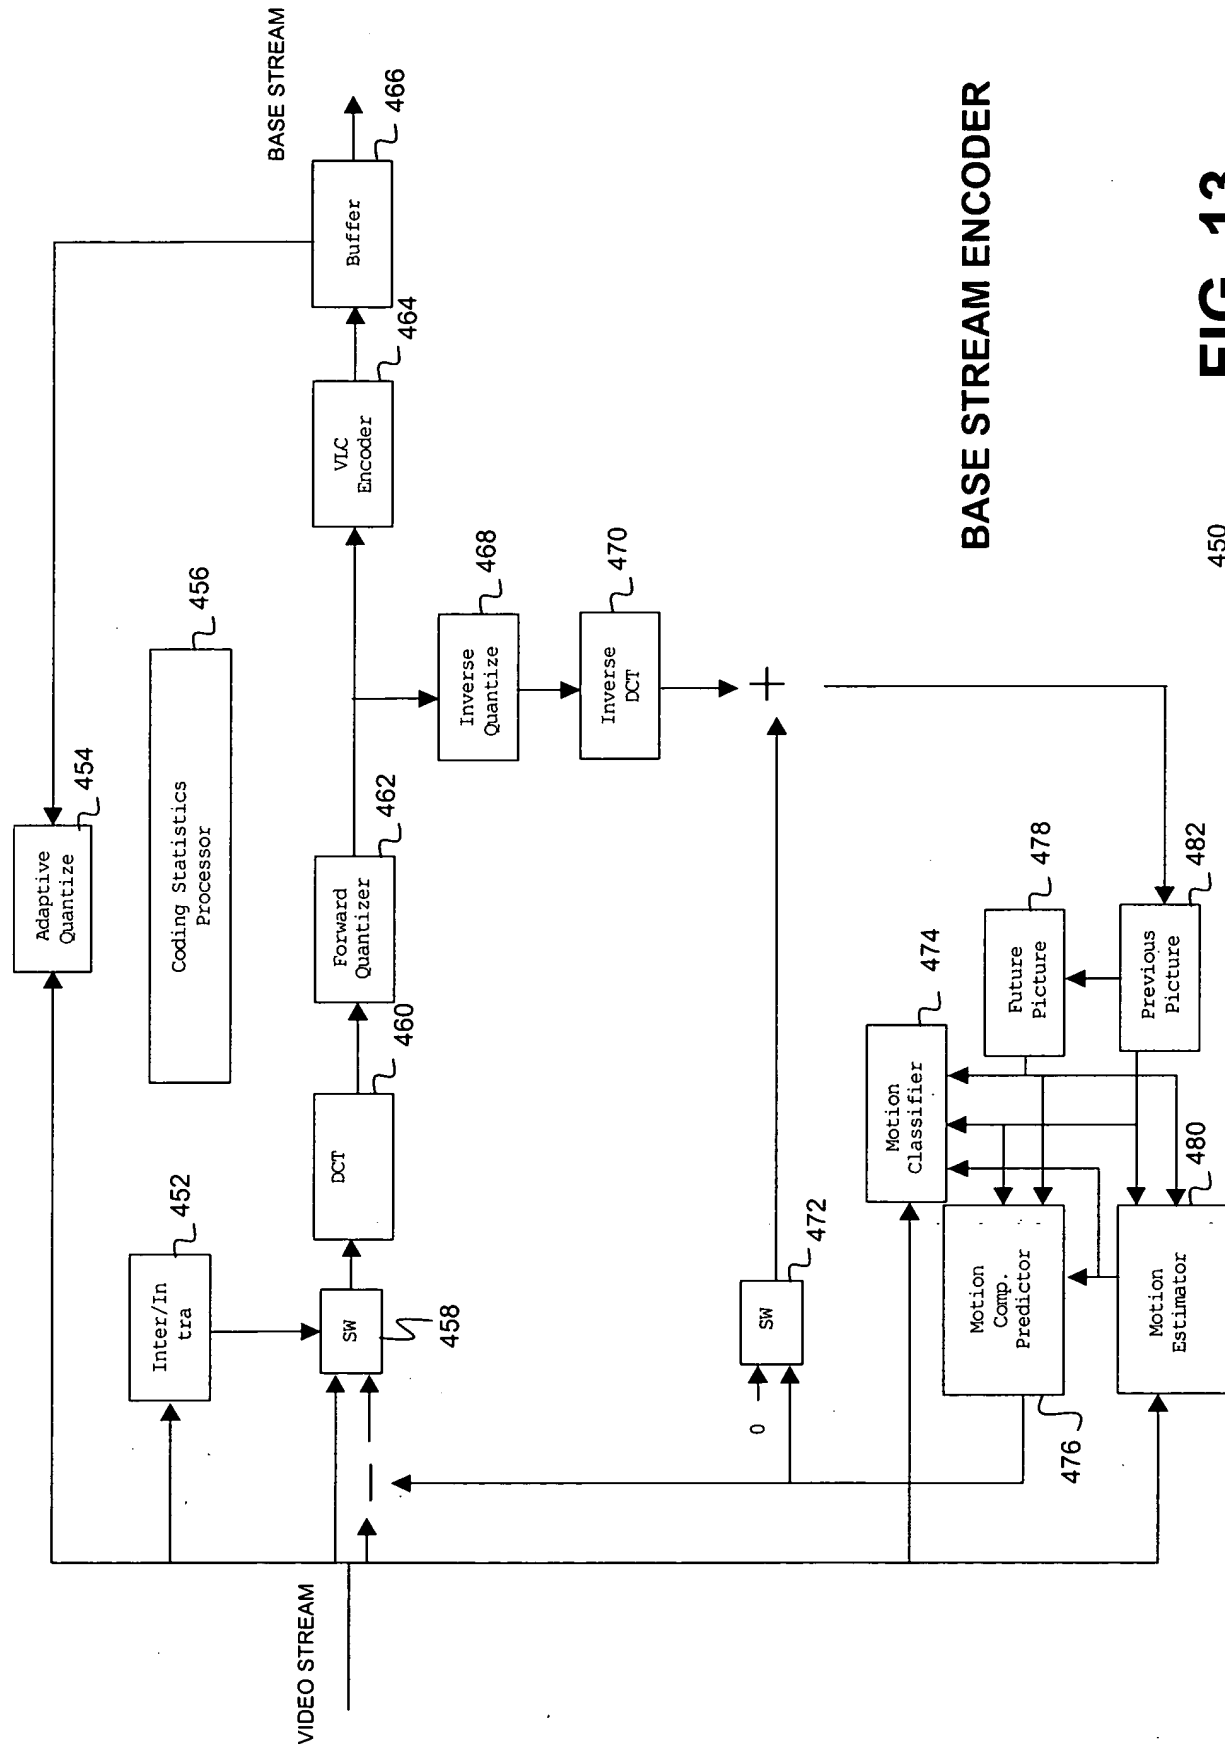 BASE STREAM
466
Buffer
464
VLC
Encoder
454
Adaptive
Quantize
456
Coding Statistics
Processor
462
Forward
Quantizer
460
DCT
452
Inter/In
tra
SW
458
VIDEO STREAM
468
Inverse
Quantize
470
Inverse
DCT
+
472
SW
0
—
474
Motion
Classifier
478
Future
Picture
482
Previous
Picture
476
Motion
Comp.
Predictor
480
Motion
Estimator
BASE STREAM ENCODER
450
FIG. 13